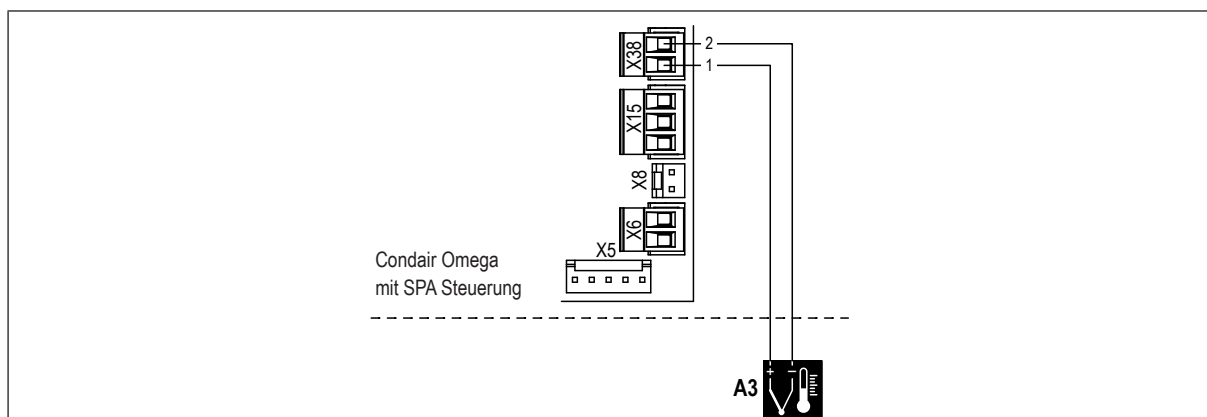 X38
2
1
X15
X8
X6
X5
Condair Omega
mit SPA Steuerung
A3
+ –